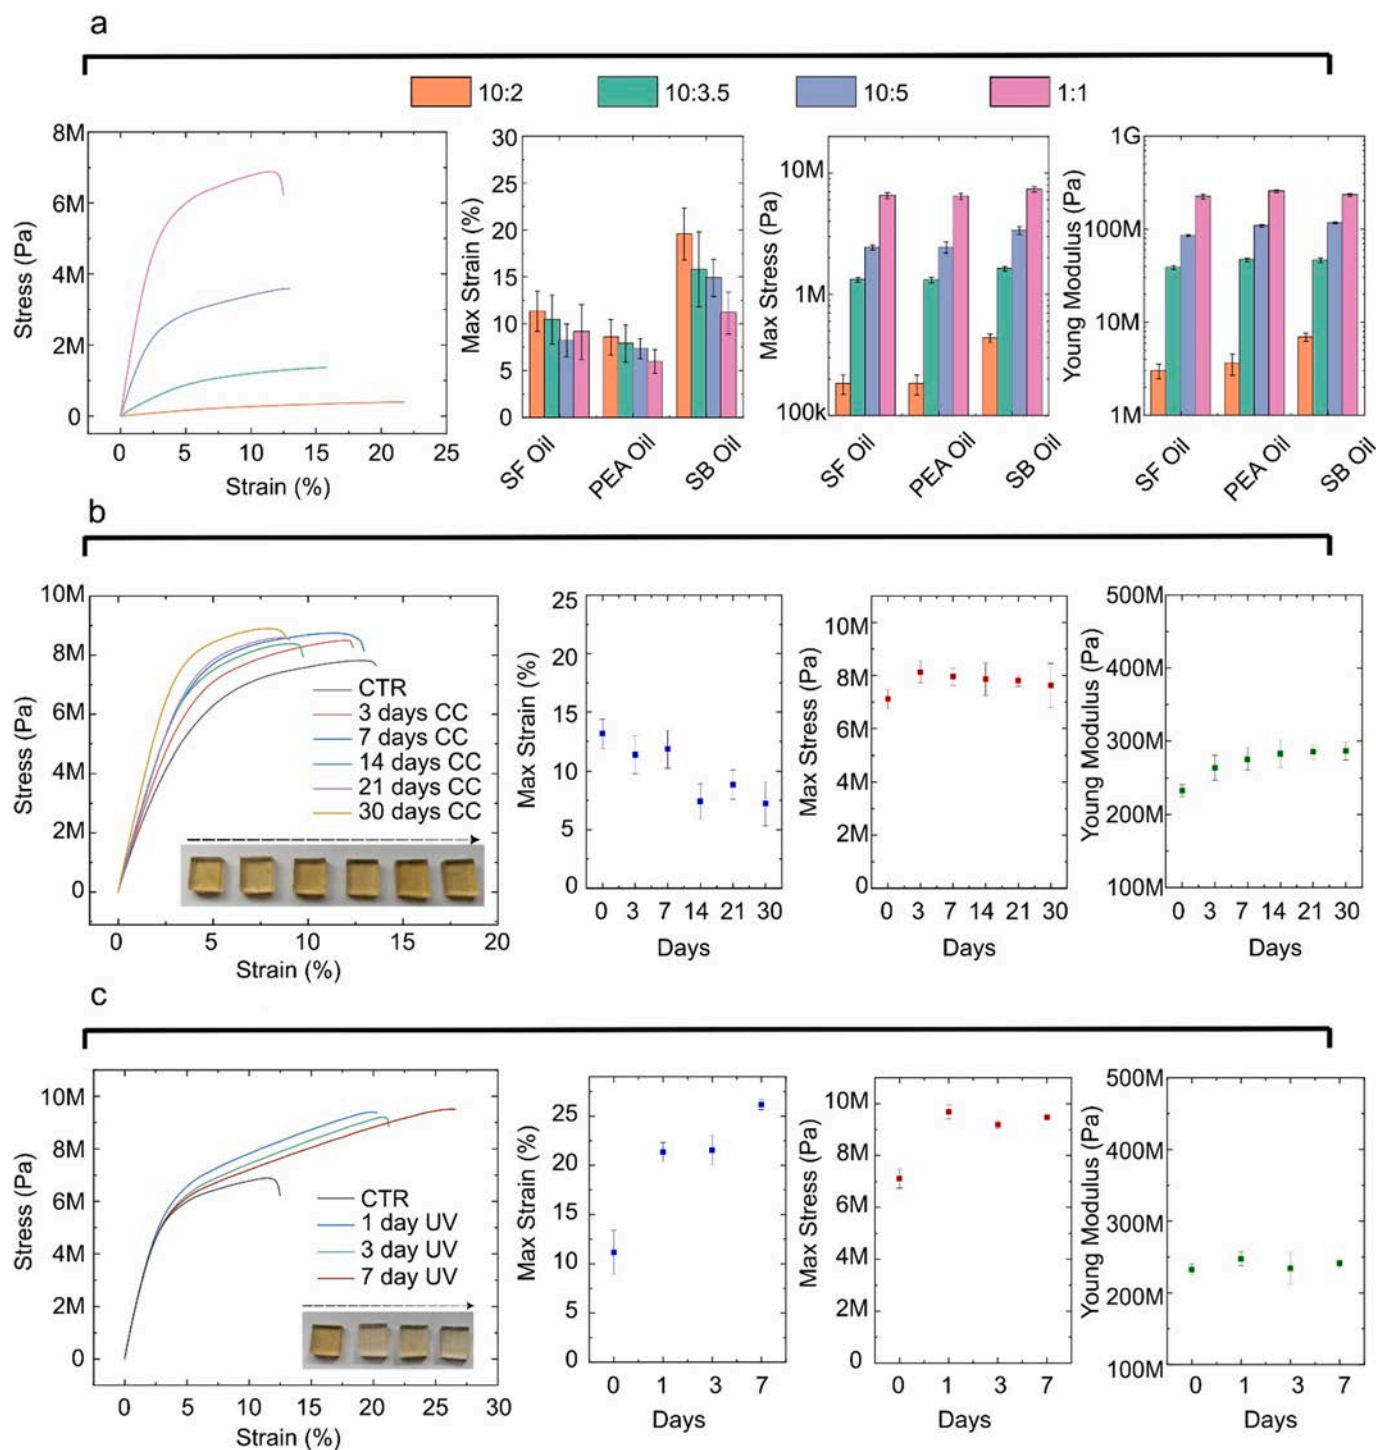 a
10:2 10:3.5 10:5 1:1
8M
6M
4M
2M
0
0 5 10 15 20 25
Stress (Pa)
Strain (%)
30
25
20
15
10
5
0
Max Strain (%)
SF Oil PEA Oil SB Oil
10M
1M
100k
Max Stress (Pa)
SF Oil PEA Oil SB Oil
1G
100M
10M
1M
Young Modulus (Pa)
SF Oil PEA Oil SB Oil
b
10M
8M
6M
4M
2M
0
0 5 10 15 20
Stress (Pa)
Strain (%)
CTR
3 days CC
7 days CC
14 days CC
21 days CC
30 days CC
25
20
15
10
5
0
0 3 7 14 21 30
Max Strain (%)
Days
10M
8M
6M
4M
2M
0
0 3 7 14 21 30
Max Stress (Pa)
Days
500M
400M
300M
200M
100M
0 3 7 14 21 30
Young Modulus (Pa)
Days
c
10M
8M
6M
4M
2M
0
0 5 10 15 20 25 30
Stress (Pa)
Strain (%)
CTR
1 day UV
3 day UV
7 day UV
25
20
15
10
5
0
0 1 3 7
Max Strain (%)
Days
10M
8M
6M
4M
2M
0
0 1 3 7
Max Stress (Pa)
Days
500M
400M
300M
200M
100M
0 1 3 7
Young Modulus (Pa)
Days